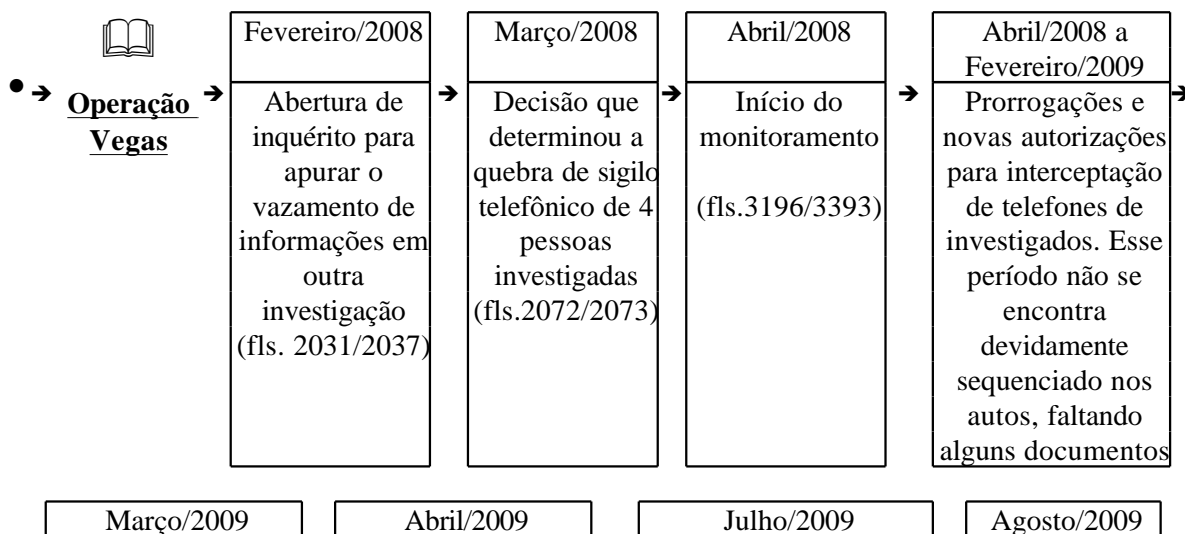 Operação
Vegas
Fevereiro/2008
Abertura de
inquérito para
apurar o
vazamento de
informações em
outra
investigação
(fls. 2031/2037)
Março/2008
Decisão que
determinou a
quebra de sigilo
telefônico de 4
pessoas
investigadas
(fls.2072/2073)
Abril/2008
Início do
monitoramento
(fls.3196/3393)
Abril/2008 a
Fevereiro/2009
Prorrogações e
novas autorizações
para interceptação
de telefones de
investigados. Esse
período não se
encontra
devidamente
sequenciado nos
autos, faltando
alguns documentos
Março/2009
Abril/2009
Julho/2009
Agosto/2009